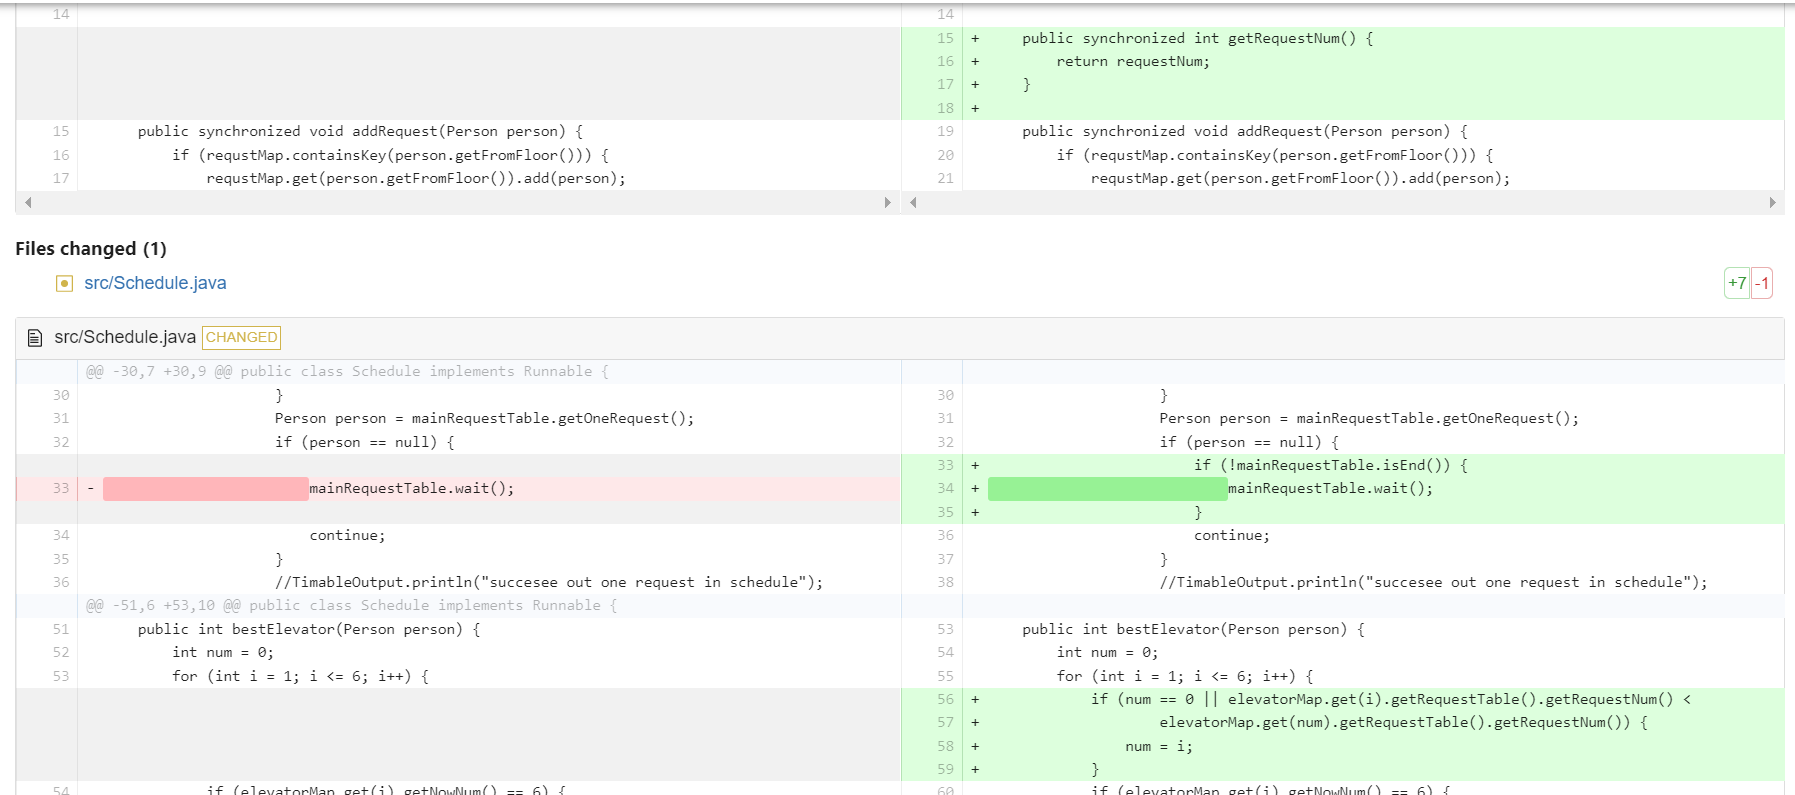 14 14
15 + public synchronized int getRequestNum() {
16 + return requestNum;
17 + }
18 +
15 public synchronized void addRequest(Person person) { 19 public synchronized void addRequest(Person person) {
16 if (requstMap.containsKey(person.getFromFloor())) { 20 if (requstMap.containsKey(person.getFromFloor())) {
17 requstMap.get(person.getFromFloor()).add(person); 21 requstMap.get(person.getFromFloor()).add(person);
Files changed (1)
src/Schedule.java +7 -1
src/Schedule.java CHANGED
@@ -30,7 +30,9 @@ public class Schedule implements Runnable {
30 } 30 }
31 Person person = mainRequestTable.getOneRequest(); 31 Person person = mainRequestTable.getOneRequest();
32 if (person == null) { 32 if (person == null) {
33 + if (!mainRequestTable.isEnd()) {
33 - mainRequestTable.wait(); 34 + mainRequestTable.wait();
35 + }
34 continue; 36 continue;
35 } 37 }
36 //TimableOutput.println("succesee out one request in schedule"); 38 //TimableOutput.println("succesee out one request in schedule");
@@ -51,6 +53,10 @@ public class Schedule implements Runnable {
51 public int bestElevator(Person person) { 53 public int bestElevator(Person person) {
52 int num = 0; 54 int num = 0;
53 for (int i = 1; i <= 6; i++) { 55 for (int i = 1; i <= 6; i++) {
56 + if (num == 0 || elevatorMap.get(i).getRequestTable().getRequestNum() <
57 + elevatorMap.get(num).getRequestTable().getRequestNum()) {
58 + num = i;
59 + }
54 if (elevatorMap.get(i).getNowNum() == 6) { 60 if (elevatorMap.get(i).getNowNum() == 6) {